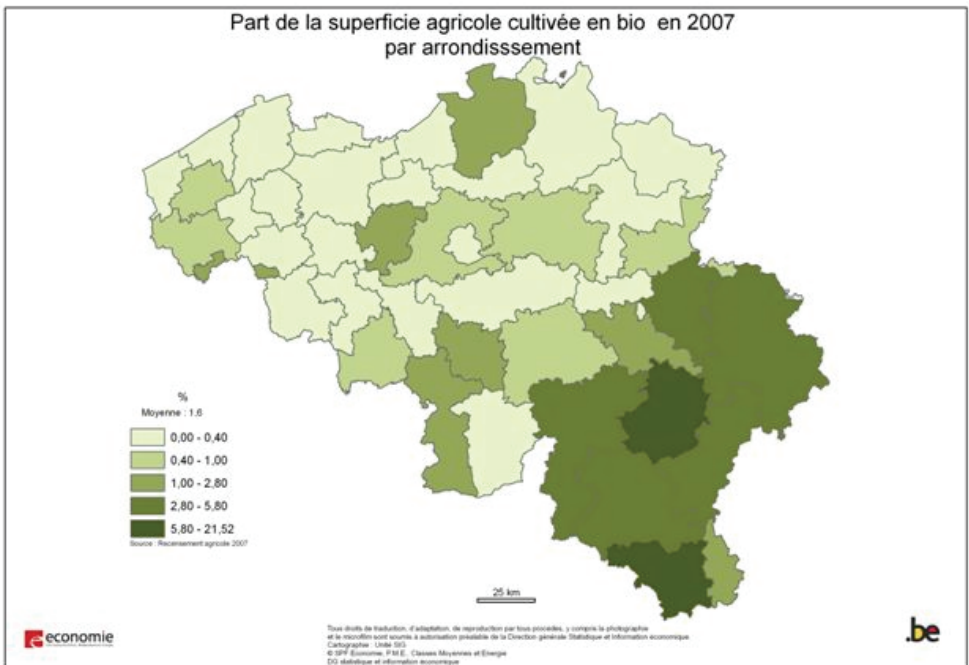 Part de la superficie agricole cultivée en bio en 2007
par arrondisssement
%
Moyenne : 1,6
0,00 - 0,40
0,40 - 1,00
1,00 - 2,80
2,80 - 5,80
5,80 - 21,52
Source : Recensement agricole 2007
25 km
economie
Tous droits de traduction, d'adaptation, de reproduction par tous procédés, y compris la photographie
et le microfilm sont soumis à autorisation préalable de la Direction générale Statistique et Information économique
Cartographie : Unité SIG
© SPF Economie, P.M.E., Classes Moyennes et Energie
DG statistique et information économique
.be